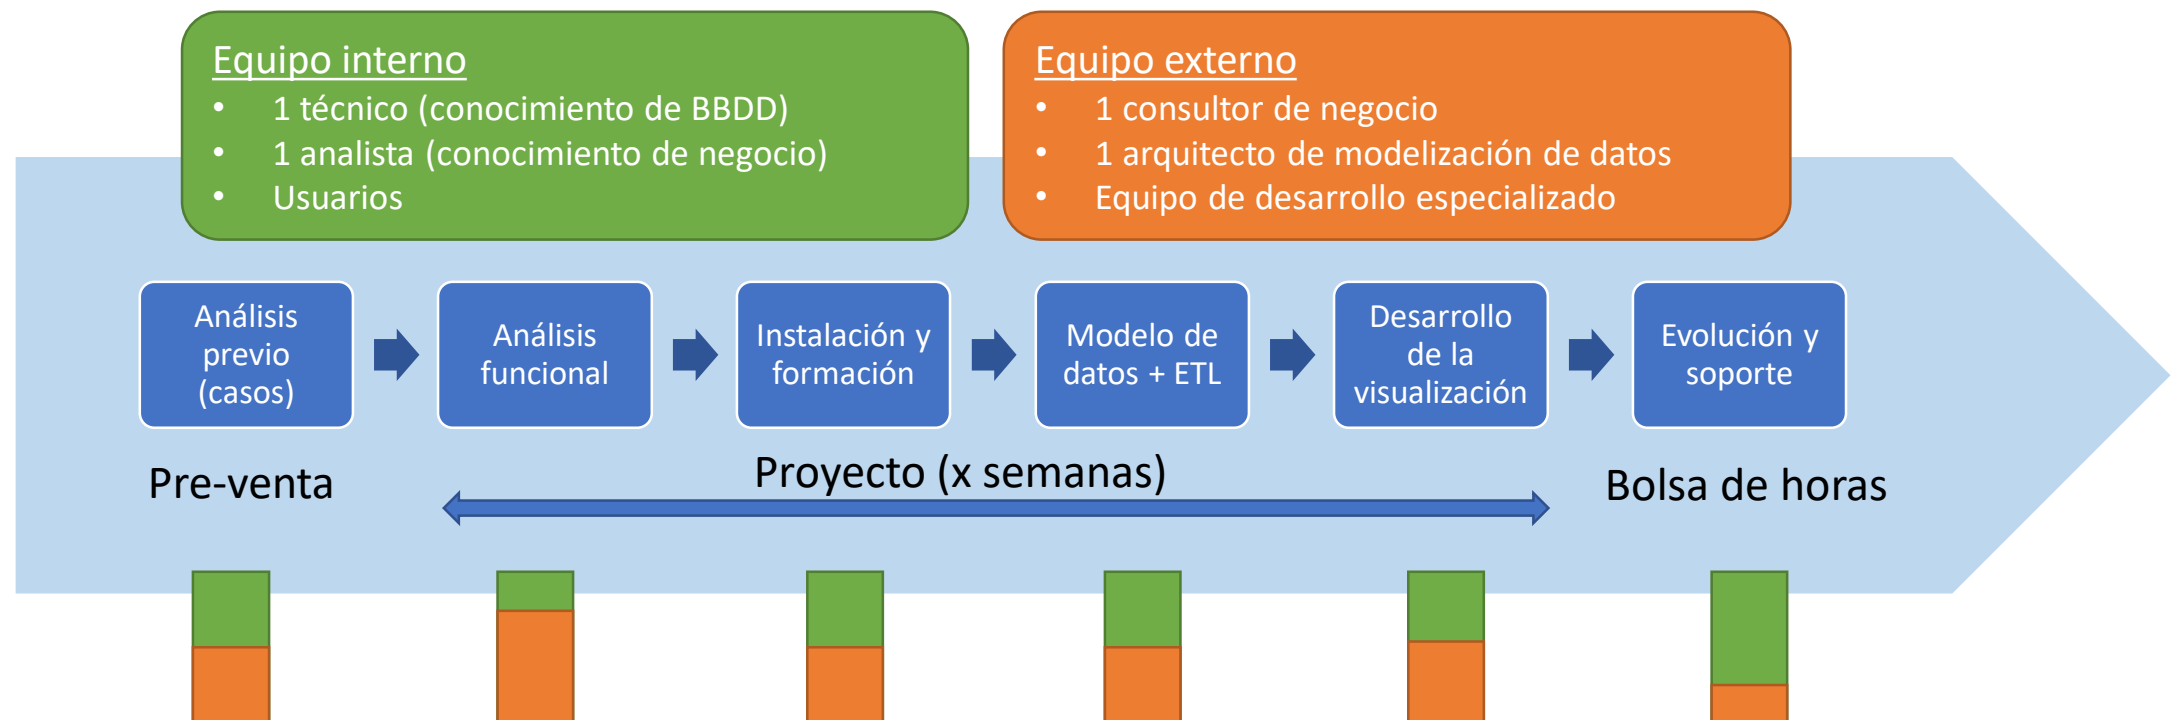 Equipo interno
• 1 técnico (conocimiento de BBDD)
• 1 analista (conocimiento de negocio)
• Usuarios
Equipo externo
• 1 consultor de negocio
• 1 arquitecto de modelización de datos
• Equipo de desarrollo especializado
Análisis
previo
(casos)
Análisis
funcional
Instalación y
formación
Modelo de
datos + ETL
Desarrollo
de la
visualización
Evolución y
soporte
Pre-venta
Proyecto (x semanas)
Bolsa de horas